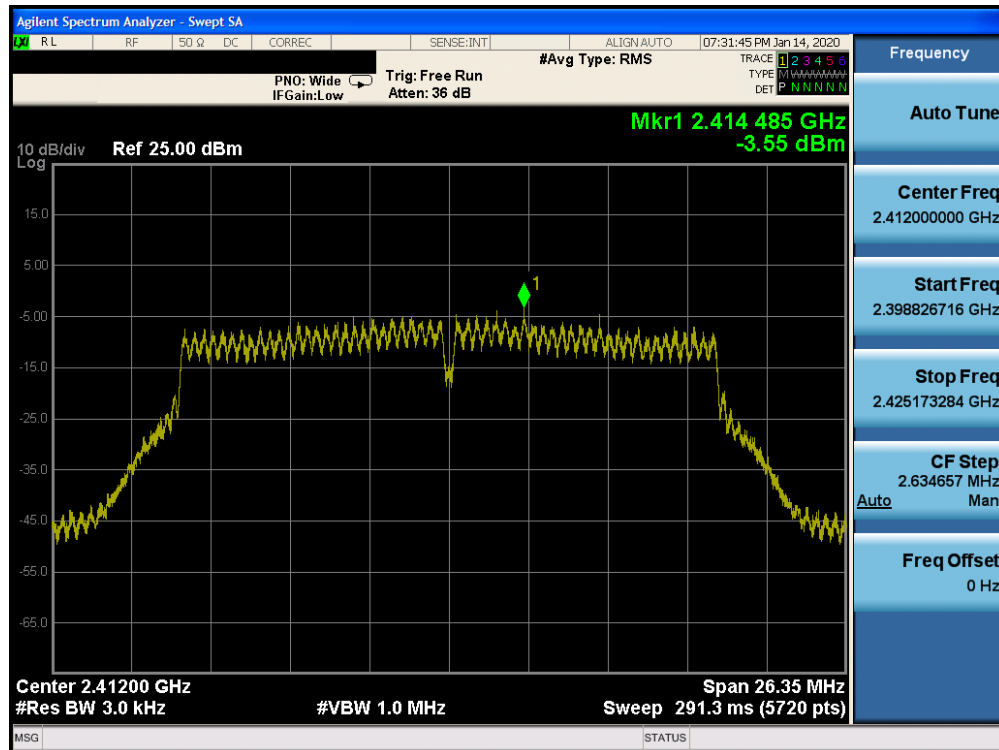 Agilent Spectrum Analyzer - Swept SA
LXI RL RF 50 Ω DC CORREC SENSE:INT ALIGN AUTO 07:31:45 PM Jan 14, 2020
Frequency
#Avg Type: RMS
TRACE 1 2 3 4 5 6
PNO: Wide Trig: Free Run
TYPE M WWWWW
IFGain:Low Atten: 36 dB
DET P N N N N N
Auto Tune
Mkr1 2.414 485 GHz
-3.55 dBm
10 dB/div Ref 25.00 dBm
Log
Center Freq
2.412000000 GHz
15.0
5.00
1
Start Freq
2.398826716 GHz
-5.00
-15.0
Stop Freq
2.425173284 GHz
-25.0
-35.0
CF Step
2.634657 MHz
Auto Man
-45.0
-55.0
Freq Offset
0 Hz
-65.0
Center 2.41200 GHz Span 26.35 MHz
#Res BW 3.0 kHz #VBW 1.0 MHz Sweep 291.3 ms (5720 pts)
MSG STATUS